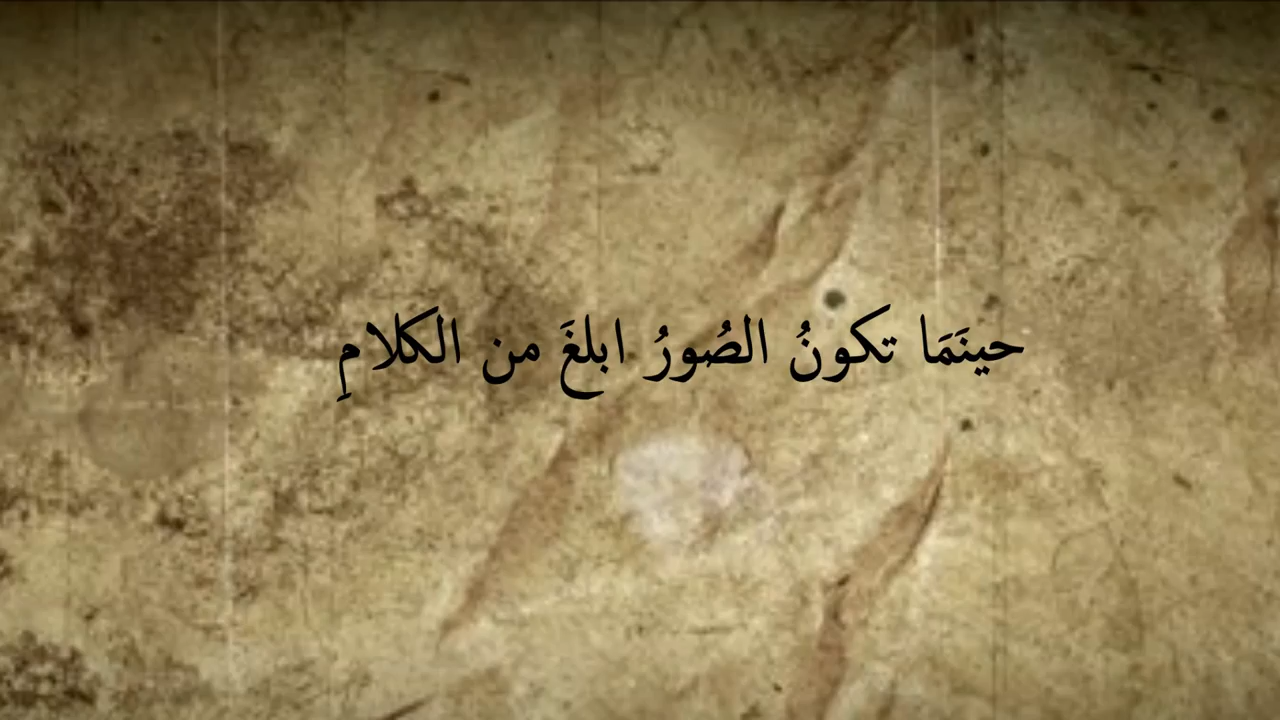 حينَمَا تكونُ الصُورُ ابلغَ من الكلامِ